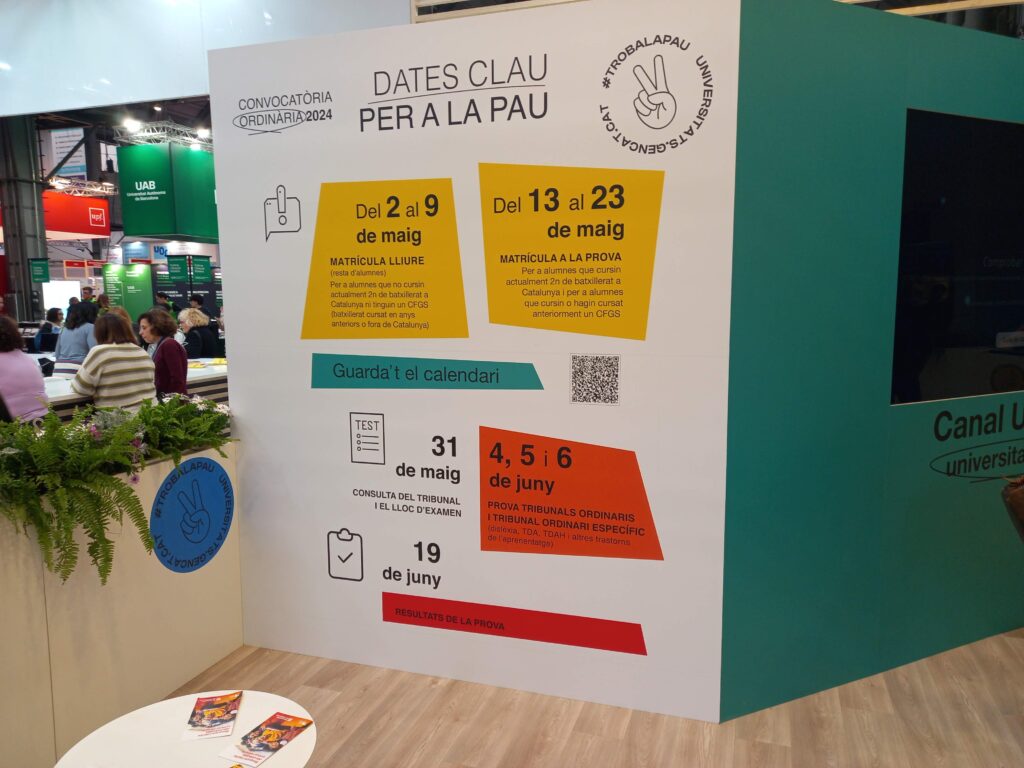 CONVOCATÒRIA
ORDINÀRIA 2024
DATES CLAU
PER A LA PAU
#TROBALAPAU UNIVERSITATS.GENCAT.CAT
Del 2 al 9
de maig
MATRÍCULA LLIURE
(resta d'alumnes)
Per a alumnes que no cursin
actualment 2n de batxillerat a
Catalunya ni tinguin un CFGS
(batxillerat cursat en anys
anteriors o fora de Catalunya)
Del 13 al 23
de maig
MATRÍCULA A LA PROVA
Per a alumnes que cursin
actualment 2n de batxillerat a
Catalunya i per a alumnes
que cursin o hagin cursat
anteriorment un CFGS
Guarda't el calendari
TEST
31
de maig
CONSULTA DEL TRIBUNAL
I EL LLOC D'EXAMEN
4, 5 i 6
de juny
PROVA TRIBUNALS ORDINARIS
I TRIBUNAL ORDINARI ESPECÍFIC
(dislèxia, TDA, TDAH i altres trastorns
de l'aprenentatge)
19
de juny
RESULTATS DE LA PROVA
#TROBALAPAU UNIVERSITATS.GENCAT.CAT
UAB
Universitat Autònoma
de Barcelona
upf.
Canal U
universita